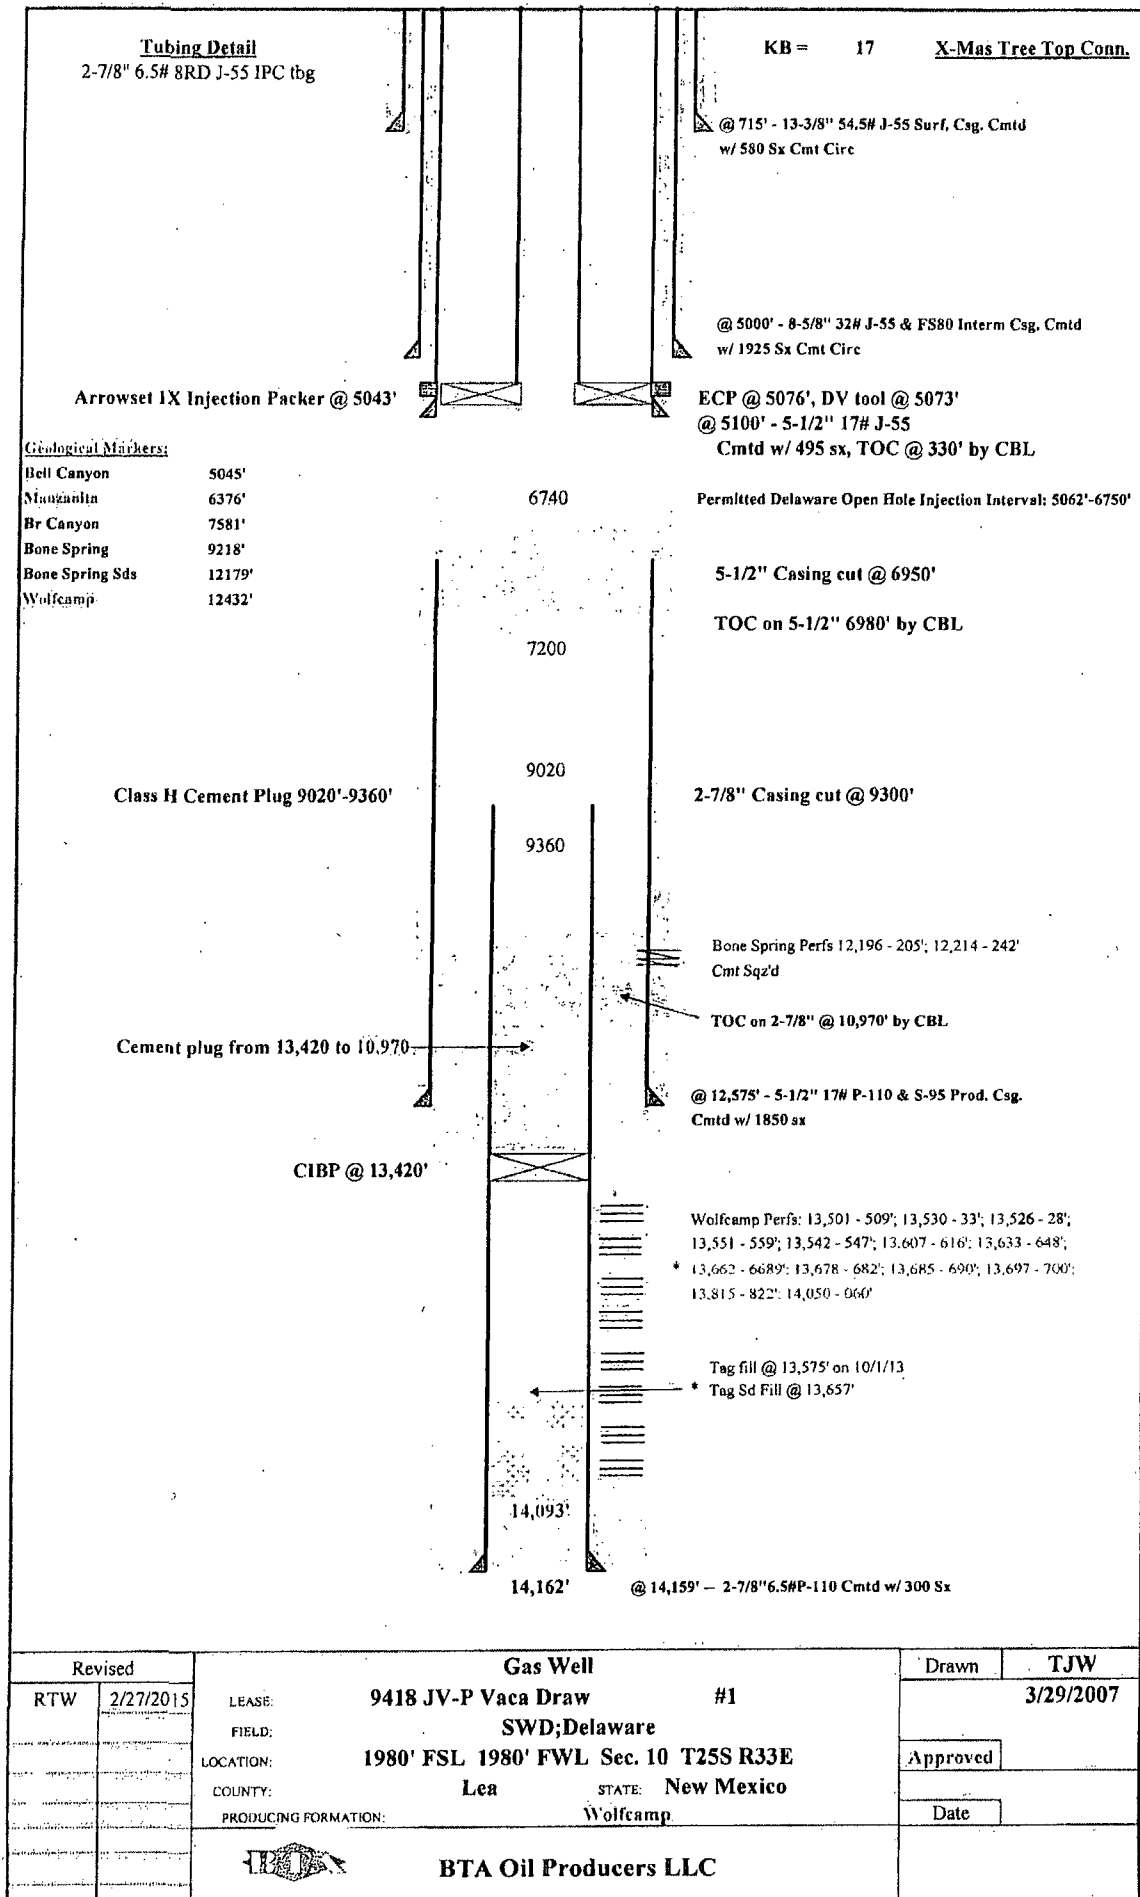 Tubing Detail
2-7/8" 6.5# 8RD J-55 IPC tbg
KB = 17 X-Mas Tree Top Conn.
@ 715' - 13-3/8" 54.5# J-55 Surf, Csg. Cmtd
w/ 580 Sx Cmt Circ
@ 5000' - 8-5/8" 32# J-55 & FS80 Interm Csg. Cmtd
w/ 1925 Sx Cmt Circ
Arrowset 1X Injection Packer @ 5043'
ECP @ 5076', DV tool @ 5073'
@ 5100' - 5-1/2" 17# J-55
Cmtd w/ 495 sx, TOC @ 330' by CBL
Geological Markers:
Bell Canyon 5045'
Manzanita 6376'
Br Canyon 7581'
Bone Spring 9218'
Bone Spring Sds 12179'
Wolfcamp 12432'
6740
Permitted Delaware Open Hole Injection Interval: 5062'-6750'
5-1/2" Casing cut @ 6950'
TOC on 5-1/2" 6980' by CBL
7200
9020
Class H Cement Plug 9020'-9360'
2-7/8" Casing cut @ 9300'
9360
Bone Spring Perfs 12,196 - 205'; 12,214 - 242'
Cmt Sqz'd
TOC on 2-7/8" @ 10,970' by CBL
Cement plug from 13,420 to 10,970
@ 12,575' - 5-1/2" 17# P-110 & S-95 Prod. Csg.
Cmtd w/ 1850 sx
CIBP @ 13,420'
Wolfcamp Perfs: 13,501 - 509'; 13,530 - 33'; 13,526 - 28';
13,551 - 559'; 13,542 - 547'; 13.607 - 616'; 13,633 - 648';
* 13,662 - 6689'; 13,678 - 682'; 13,685 - 690'; 13,697 - 700';
13,815 - 822'; 14,050 - 060'
Tag fill @ 13,575' on 10/1/13
* Tag Sd Fill @ 13,657'
14,093'
14,162'
@ 14,159' – 2-7/8"6.5#P-110 Cmtd w/ 300 Sx
Revised
RTW 2/27/2015
Gas Well
LEASE: 9418 JV-P Vaca Draw #1
FIELD: SWD;Delaware
LOCATION: 1980' FSL 1980' FWL Sec. 10 T25S R33E
COUNTY: Lea STATE: New Mexico
PRODUCING FORMATION: Wolfcamp
Drawn TJW
3/29/2007
Approved
Date
BTA
BTA Oil Producers LLC